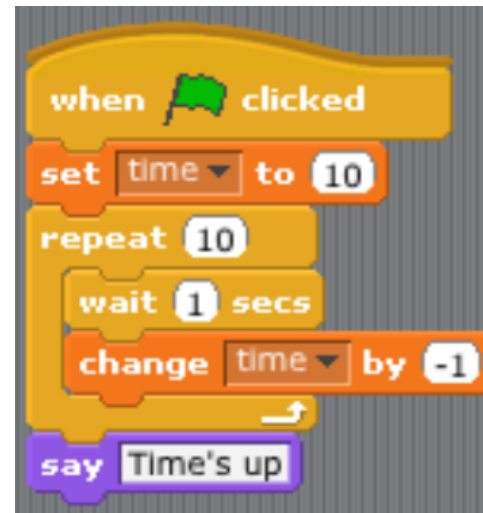 when clicked
set time to 10
repeat 10
wait 1 secs
change time by -1
say Time's up